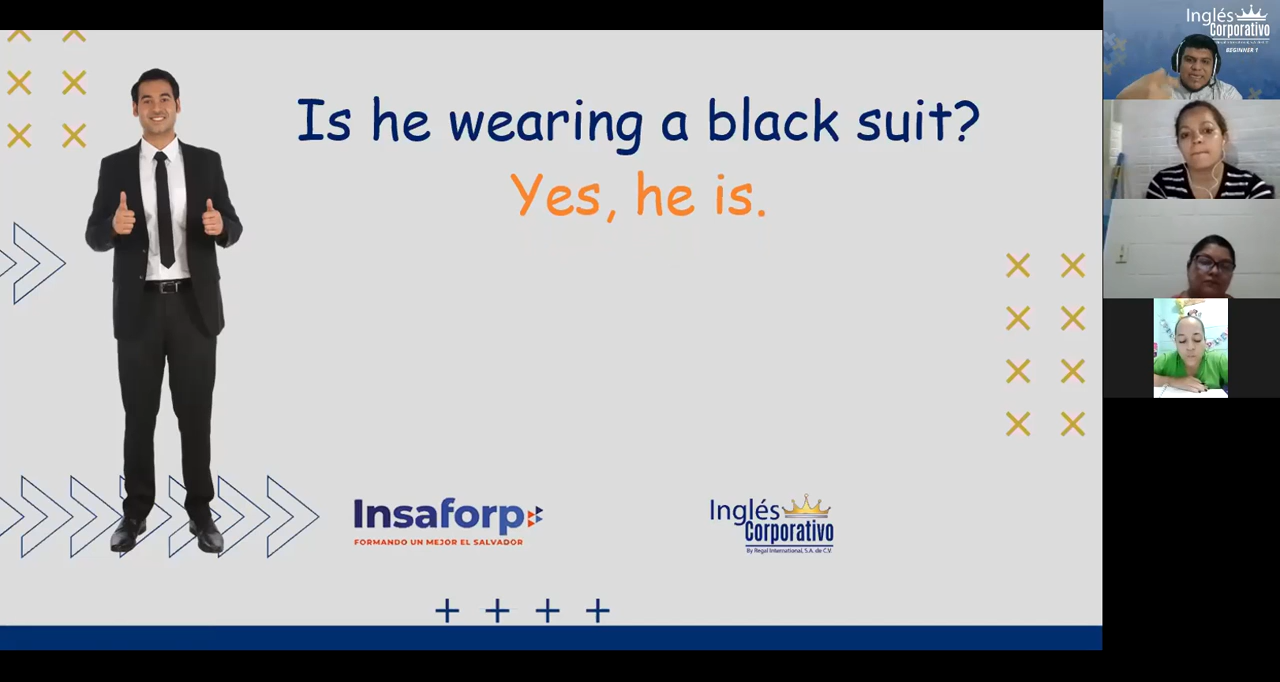 Is he wearing a black suit?
Yes, he is.
Insaforp
FORMANDO UN MEJOR EL SALVADOR
Inglés
Corporativo
By Regal International, S.A. de C.V.
Inglés
Corporativo
BEGINNER 1